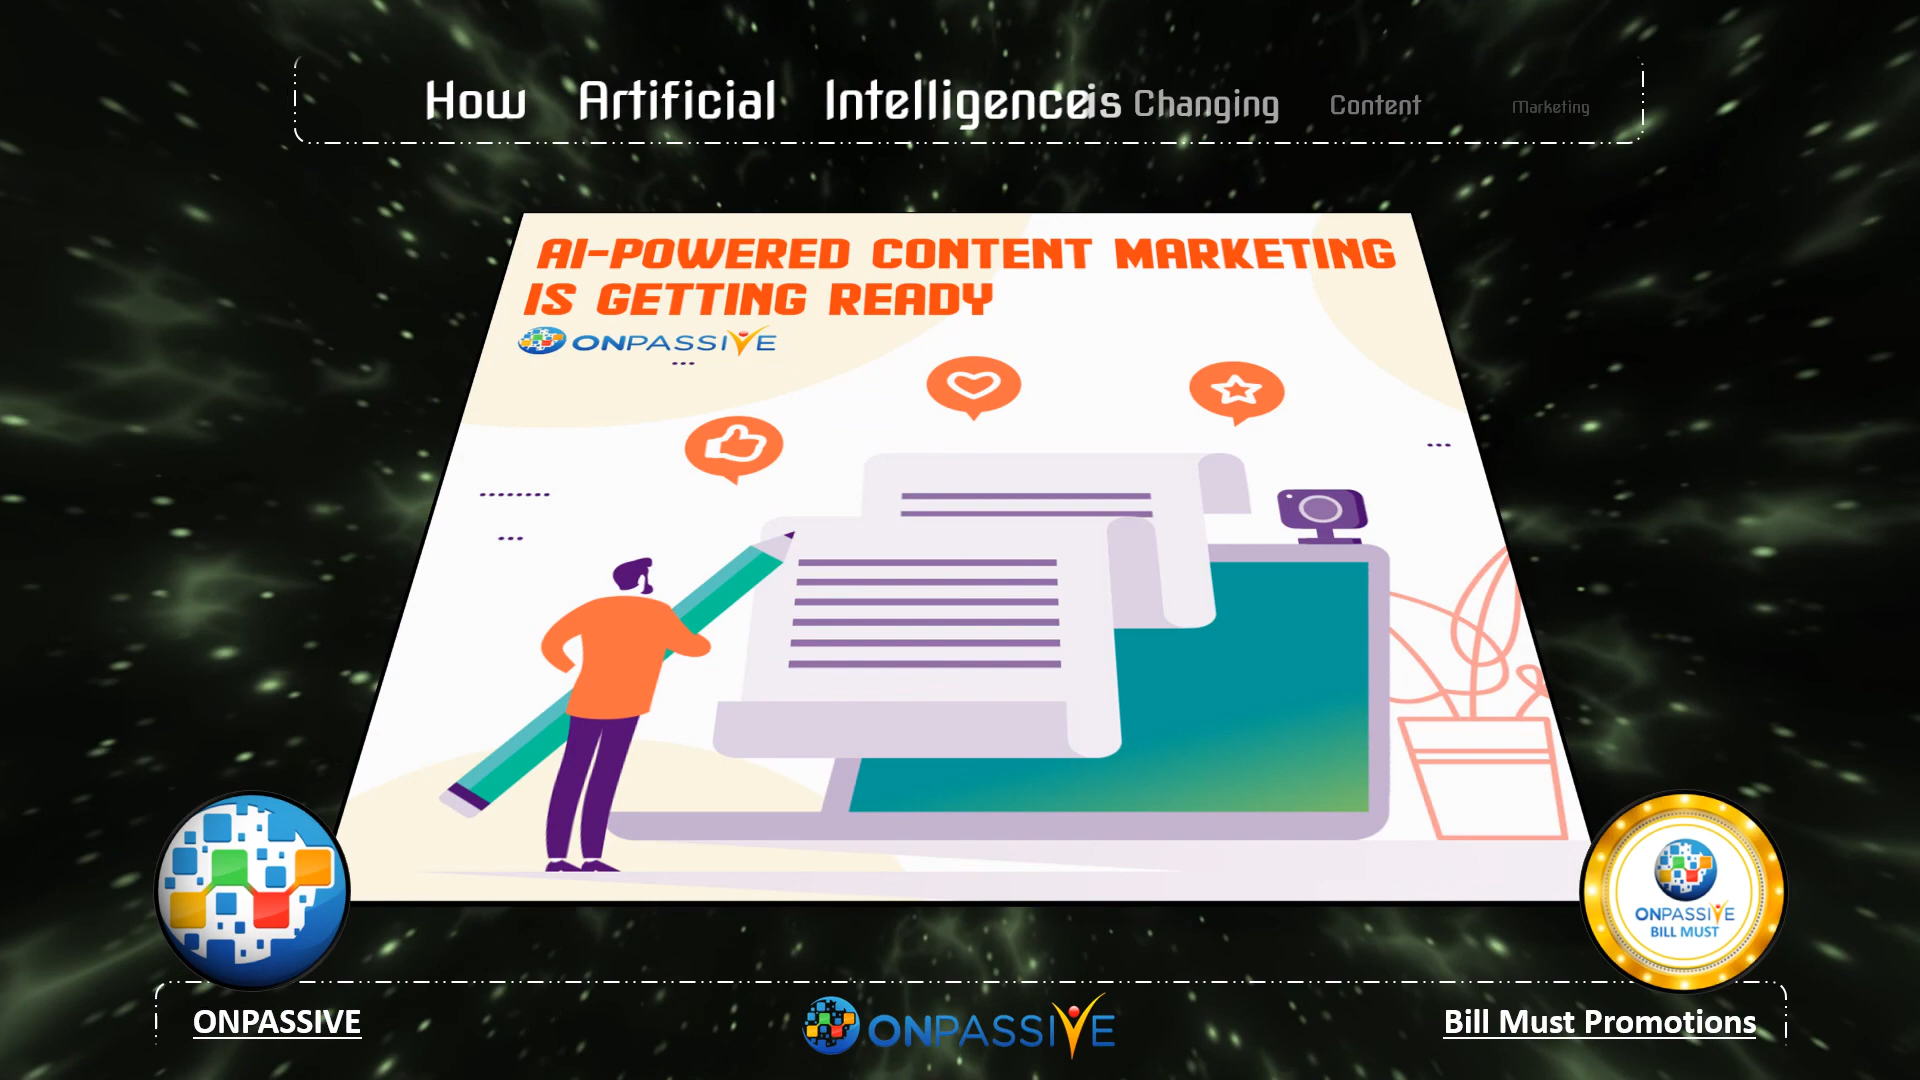 How Artificial Intelligence is Changing Content Marketing
AI-POWERED CONTENT MARKETING
IS GETTING READY
ONPASSIVE
ONPASSIVE
BILL MUST
ONPASSIVE
ONPASSIVE
Bill Must Promotions